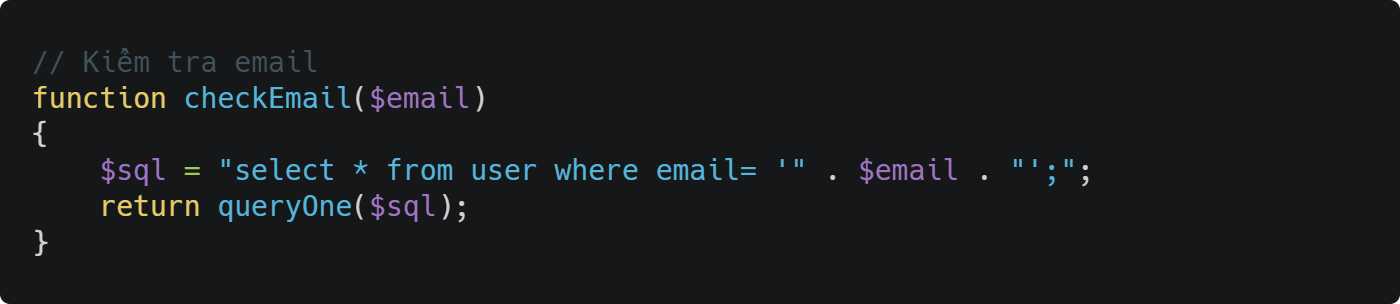 // Kiểm tra email
function checkEmail($email)
{
    $sql = "select * from user where email= '" . $email . "';";
    return queryOne($sql);
}